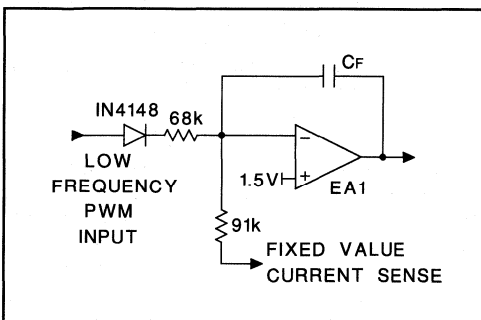 CF
IN4148
68k
LOW
FREQUENCY
PWM
INPUT
−
1.5V
+
EA1
91k
FIXED VALUE
CURRENT SENSE